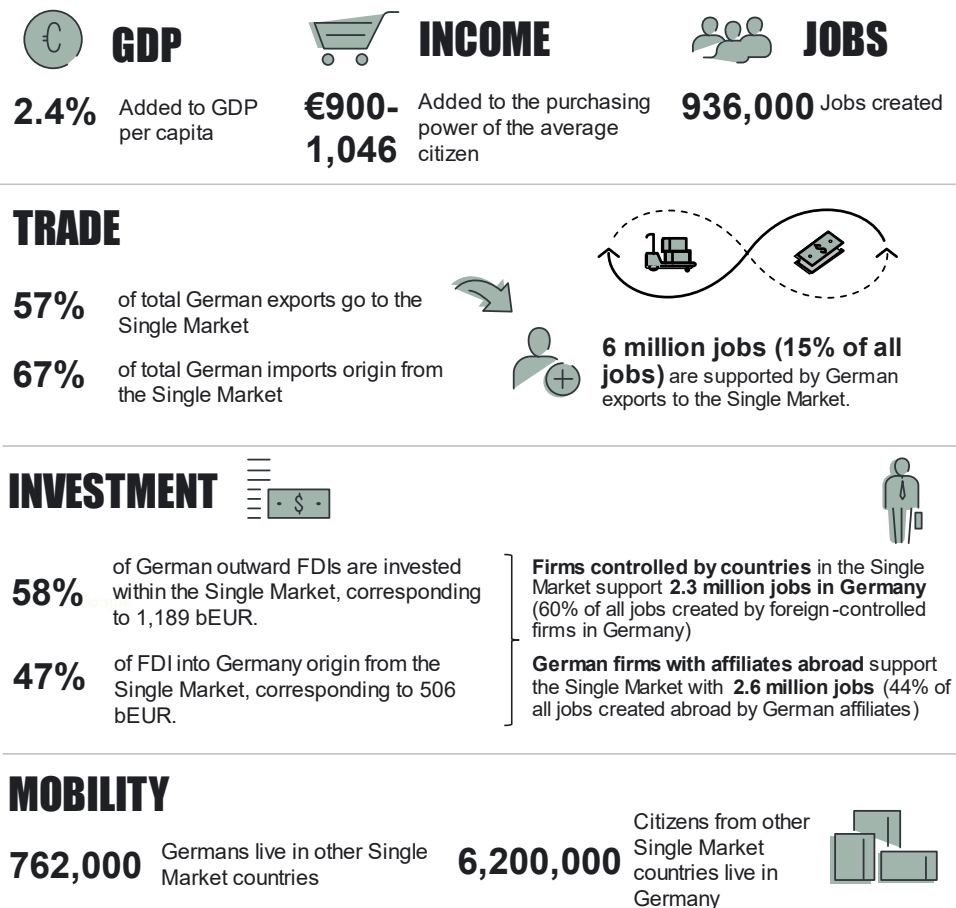 GDP
2.4%
Added to GDP
per capita
INCOME
€900-
1,046
Added to the purchasing
power of the average
citizen
JOBS
936,000
Jobs created
TRADE
57%
of total German exports go to the
Single Market
67%
of total German imports origin from
the Single Market
6 million jobs (15% of all
jobs) are supported by German
exports to the Single Market.
INVESTMENT
58%
of German outward FDIs are invested
within the Single Market, corresponding
to 1,189 bEUR.
47%
of FDI into Germany origin from the
Single Market, corresponding to 506
bEUR.
Firms controlled by countries in the Single
Market support 2.3 million jobs in Germany
(60% of all jobs created by foreign-controlled
firms in Germany)
German firms with affiliates abroad support
the Single Market with 2.6 million jobs (44% of
all jobs created abroad by German affiliates)
MOBILITY
762,000
Germans live in other Single
Market countries
6,200,000
Citizens from other
Single Market
countries live in
Germany